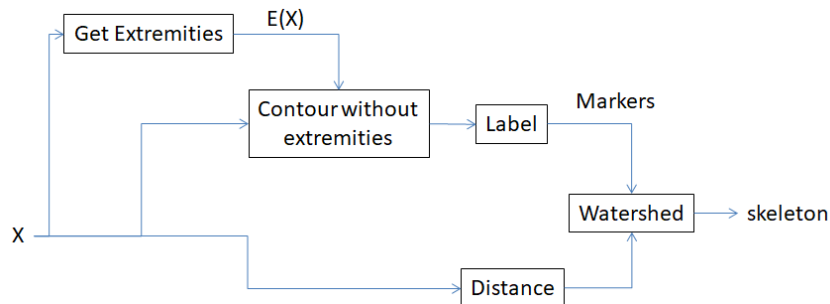 E(X)
Get Extremities
Contour without
extremities
Markers
Label
Watershed
skeleton
X
Distance